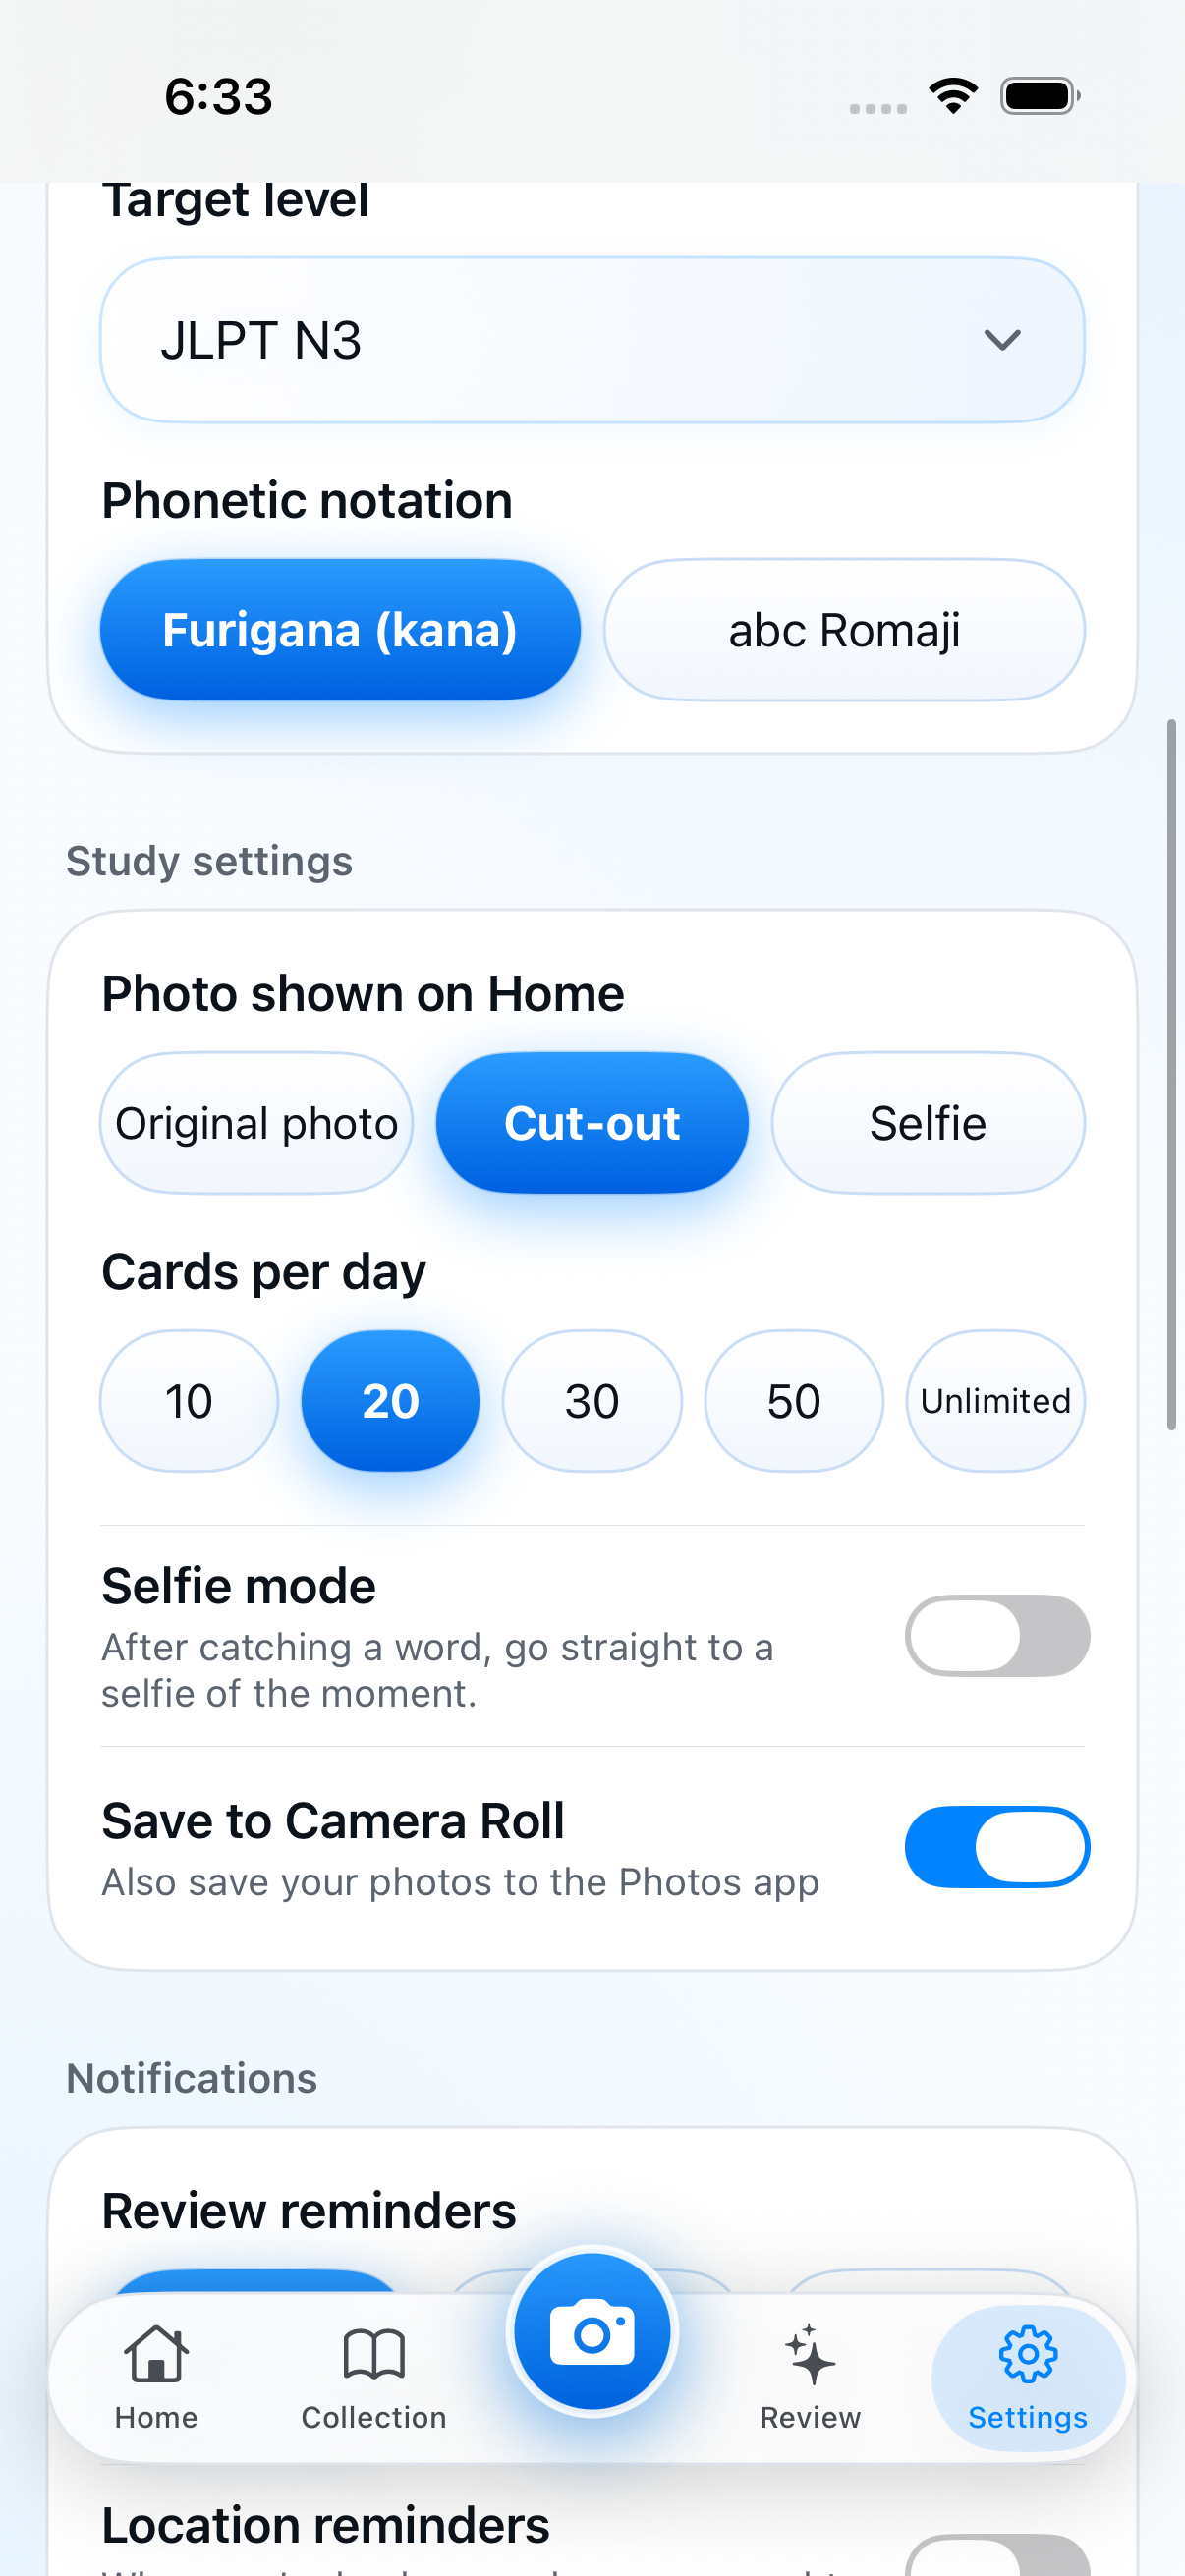 6:33
Target level
JLPT N3
Phonetic notation
Furigana (kana)
abc Romaji
Study settings
Photo shown on Home
Original photo
Cut-out
Selfie
Cards per day
10
20
30
50
Unlimited
Selfie mode
After catching a word, go straight to a
selfie of the moment.
Save to Camera Roll
Also save your photos to the Photos app
Notifications
Review reminders
Home
Collection
Review
Settings
Location reminders